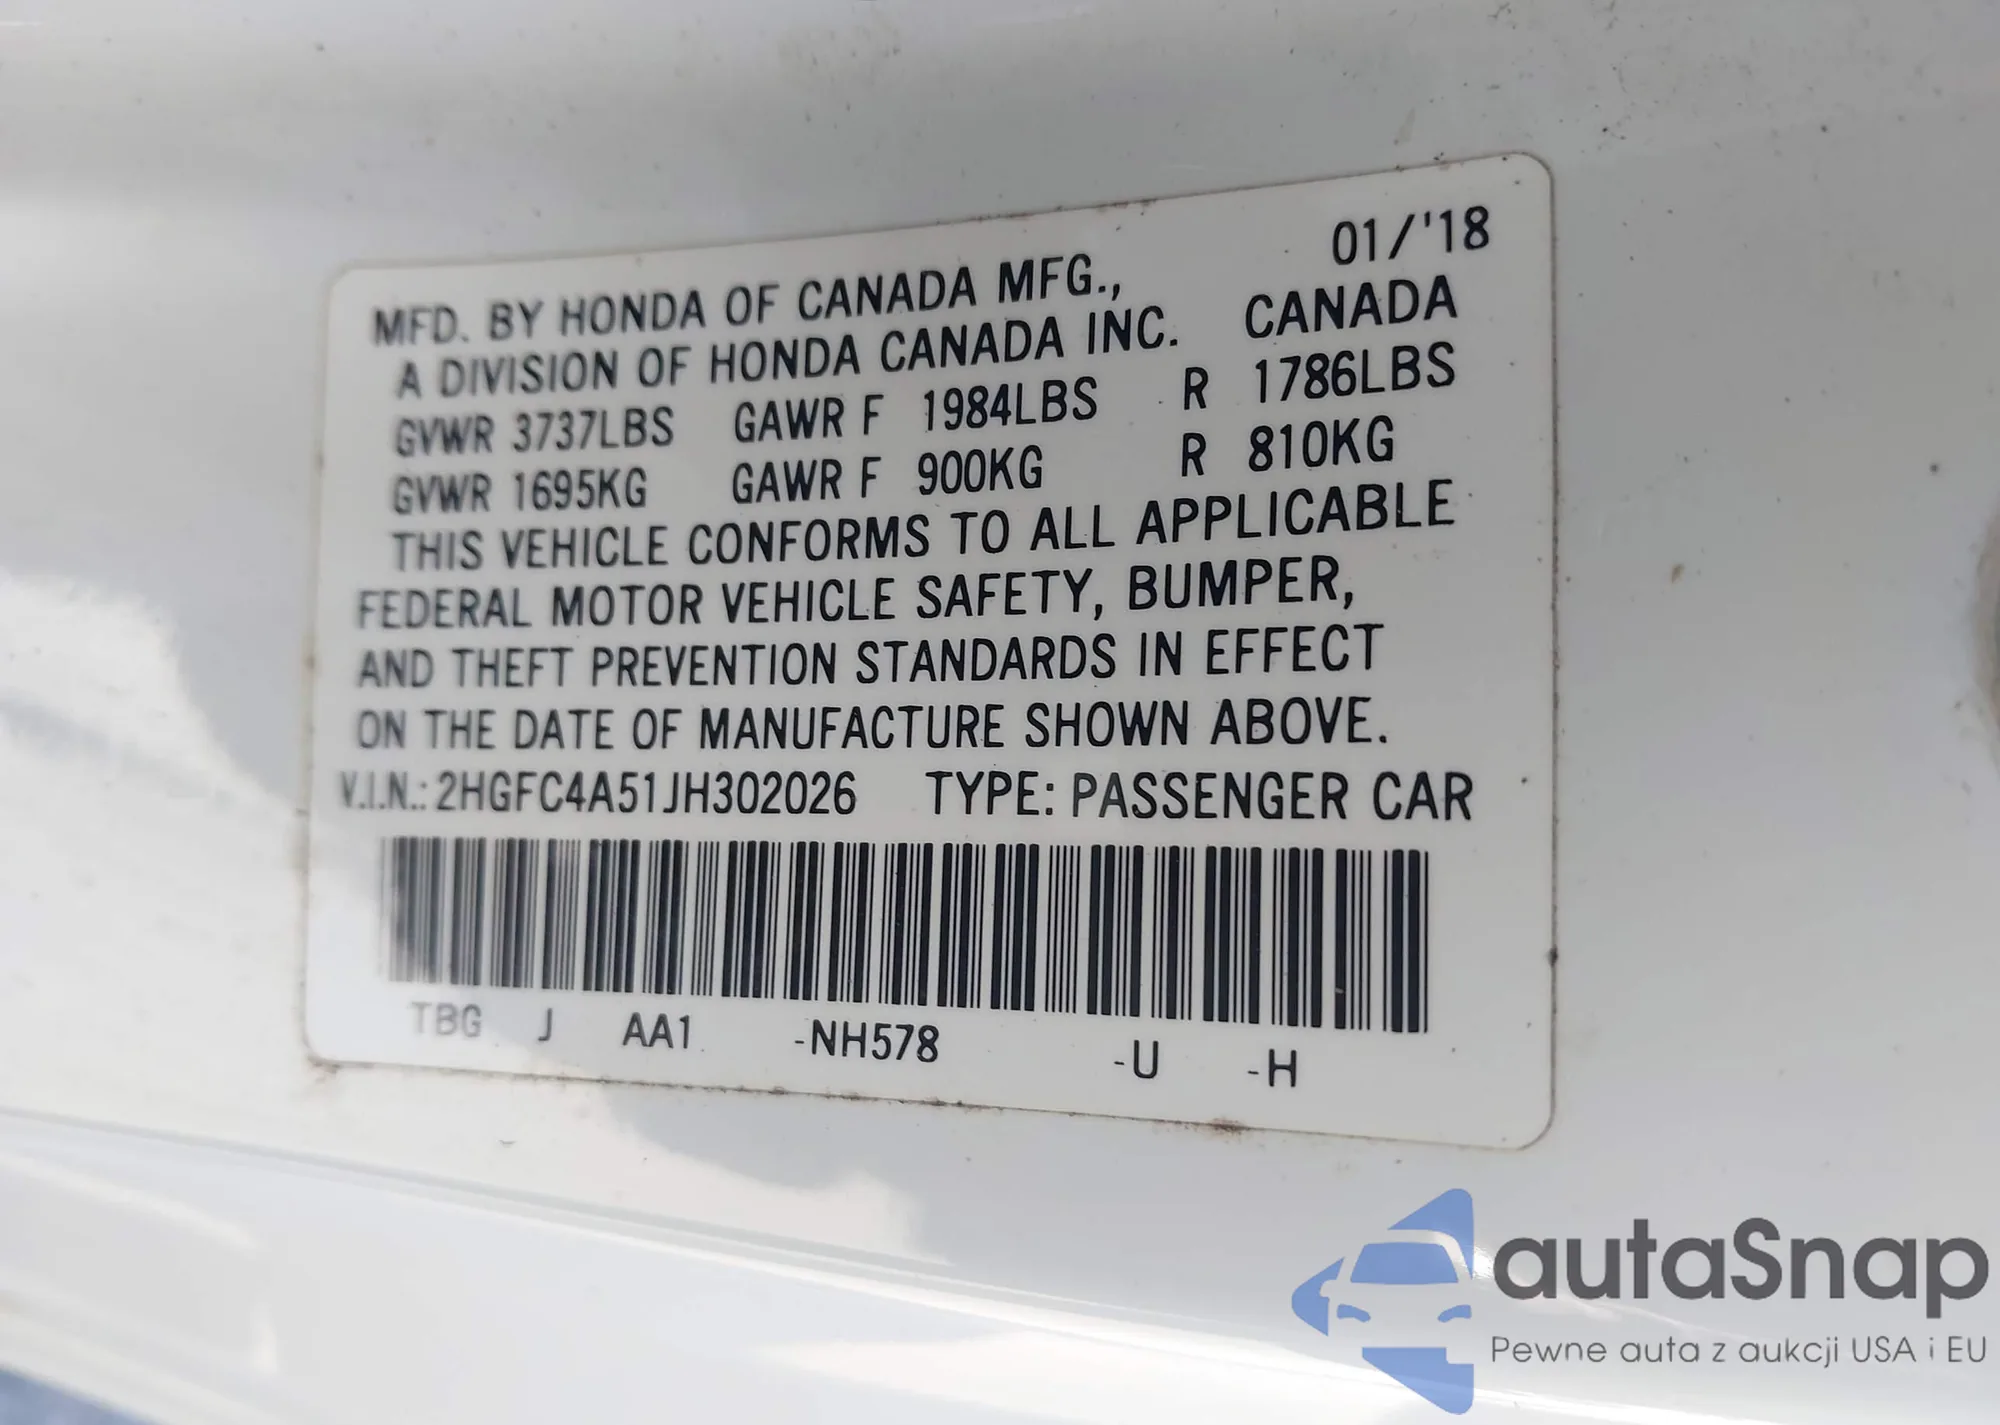 01/'18
MFD. BY HONDA OF CANADA MFG.,
A DIVISION OF HONDA CANADA INC. CANADA
GVWR 3737LBS GAWR F 1984LBS R 1786LBS
GVWR 1695KG GAWR F 900KG R 810KG
THIS VEHICLE CONFORMS TO ALL APPLICABLE
FEDERAL MOTOR VEHICLE SAFETY, BUMPER,
AND THEFT PREVENTION STANDARDS IN EFFECT
ON THE DATE OF MANUFACTURE SHOWN ABOVE.
V.I.N.: 2HGFC4A51JH302026 TYPE: PASSENGER CAR
TBG J AA1 -NH578 -U -H
autaSnap
Pewne auta z aukcji USA i EU